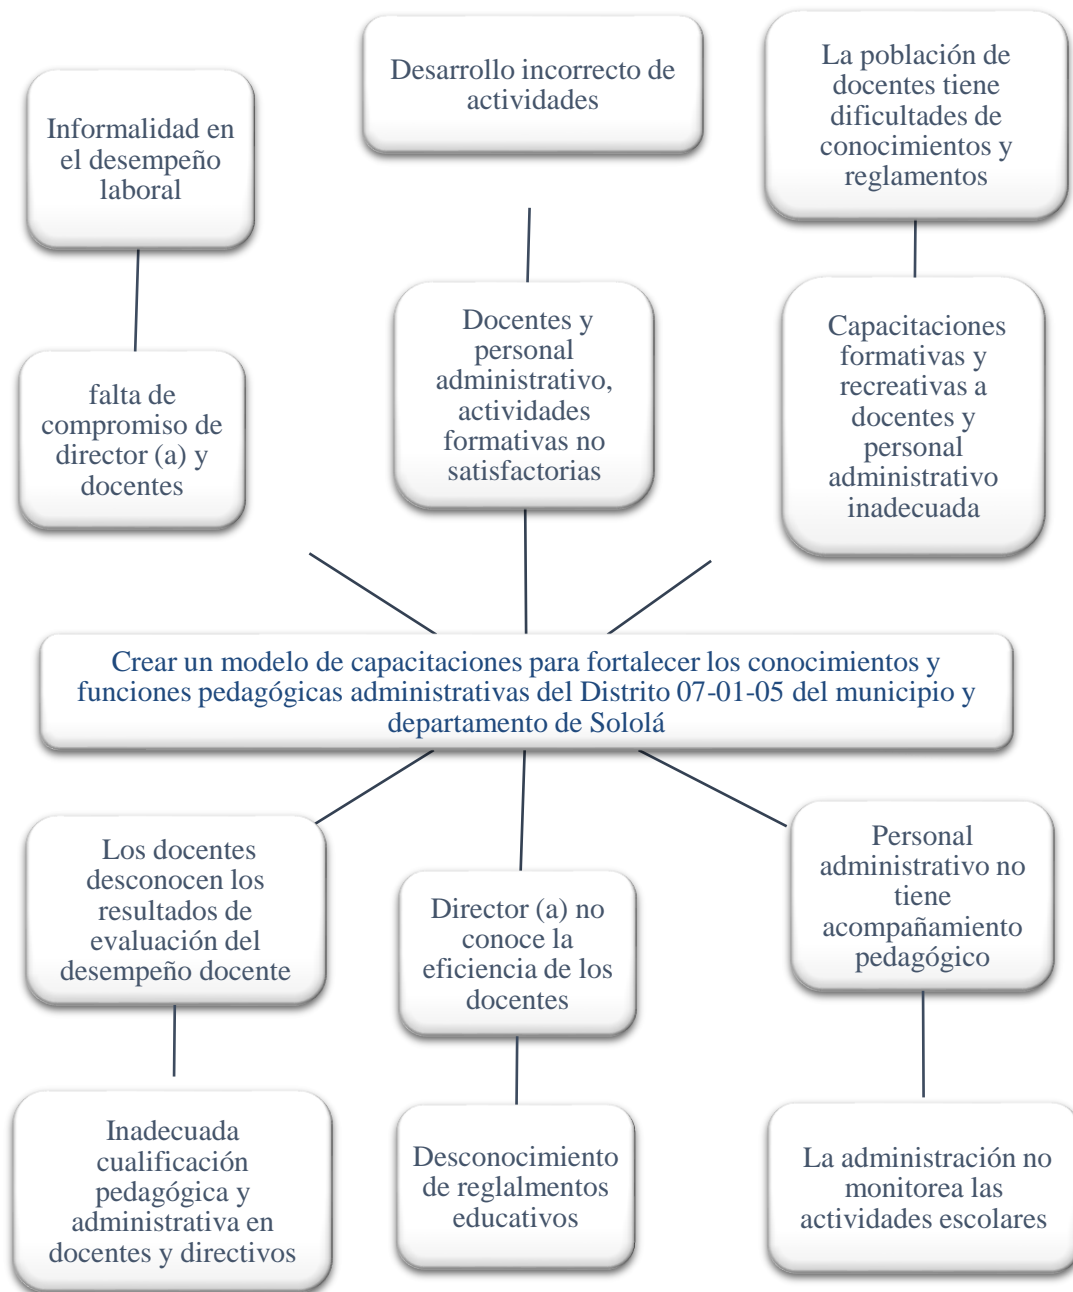 Informalidad en
el desempeño
laboral
Desarrollo incorrecto de
actividades
La población de
docentes tiene
dificultades de
conocimientos y
reglamentos
falta de
compromiso de
director (a) y
docentes
Docentes y
personal
administrativo,
actividades
formativas no
satisfactorias
Capacitaciones
formativas y
recreativas a
docentes y
personal
administrativo
inadecuada
Crear un modelo de capacitaciones para fortalecer los conocimientos y
funciones pedagógicas administrativas del Distrito 07-01-05 del municipio y
departamento de Sololá
Los docentes
desconocen los
resultados de
evaluación del
desempeño docente
Director (a) no
conoce la
eficiencia de los
docentes
Personal
administrativo no
tiene
acompañamiento
pedagógico
Inadecuada
cualificación
pedagógica y
administrativa en
docentes y directivos
Desconocimiento
de reglalmentos
educativos
La administración no
monitorea las
actividades escolares